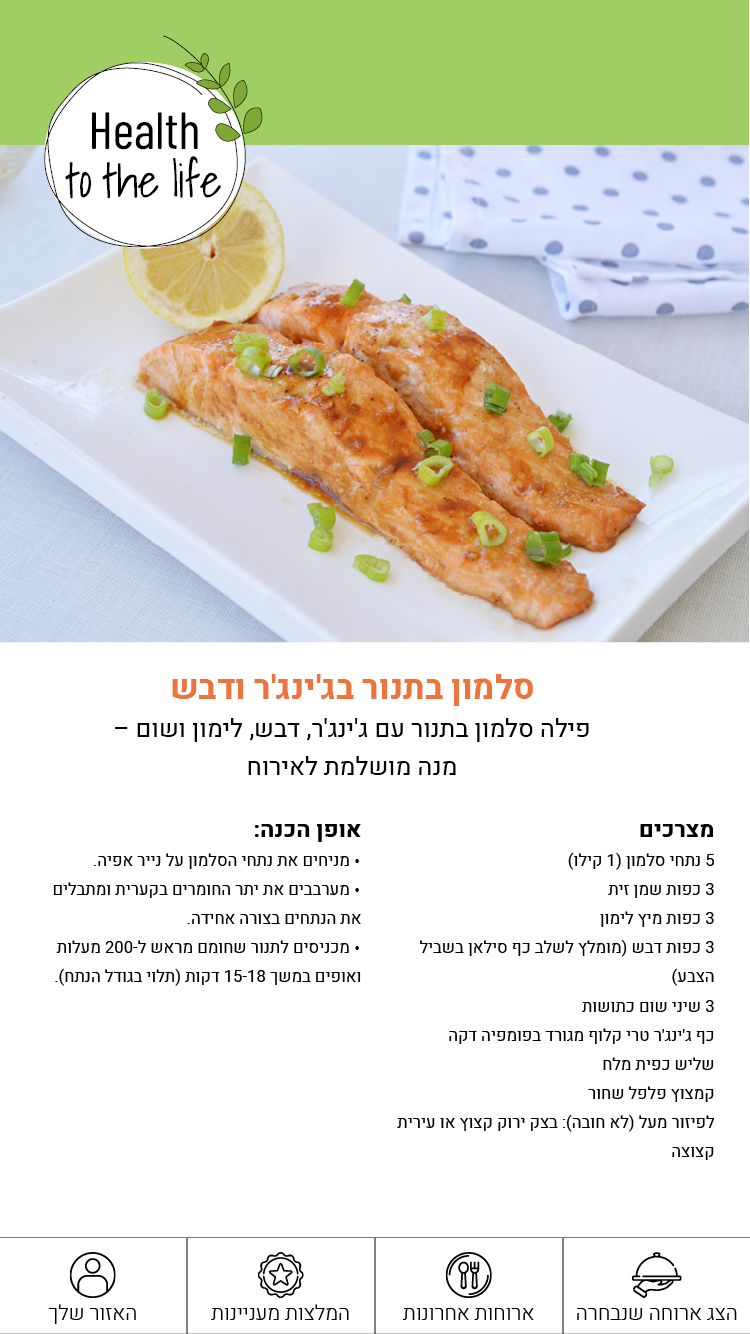 Health
to the life
סלמון בתנור בג'ינג'ר ודבש
פילה סלמון בתנור עם ג'ינג'ר, דבש, לימון ושום –
מנה מושלמת לאירוח
מצרכים
5 נתחי סלמון (1 קילו)
3 כפות שמן זית
3 כפות מיץ לימון
3 כפות דבש (מומלץ לשלב כף סילאן בשביל
הצבע)
3 שיני שום כתושות
כף ג'ינג'ר טרי קלוף מגורד בפומפיה דקה
שליש כפית מלח
קמצוץ פלפל שחור
לפיזור מעל (לא חובה): בצק ירוק קצוץ או עירית
קצוצה
אופן הכנה:
• מניחים את נתחי הסלמון על נייר אפיה.
• מערבבים את יתר החומרים בקערית ומתבלים
את הנתחים בצורה אחידה.
• מכניסים לתנור שחומם מראש ל-200 מעלות
ואופים במשך 15-18 דקות (תלוי בגודל הנתח).
הצג ארוחה שנבחרה
ארוחות אחרונות
המלצות מעניינות
האזור שלך